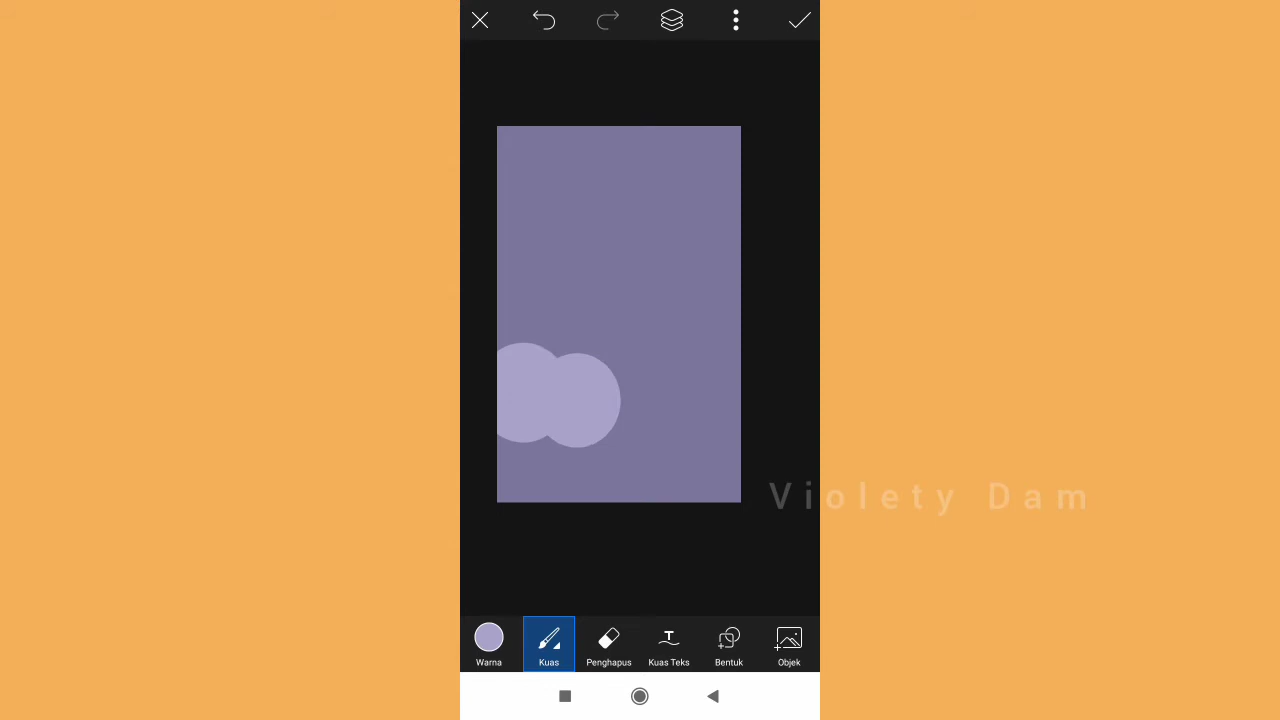 Violety Dam
Warna
Kuas
Penghapus
Kuas Teks
Bentuk
Objek